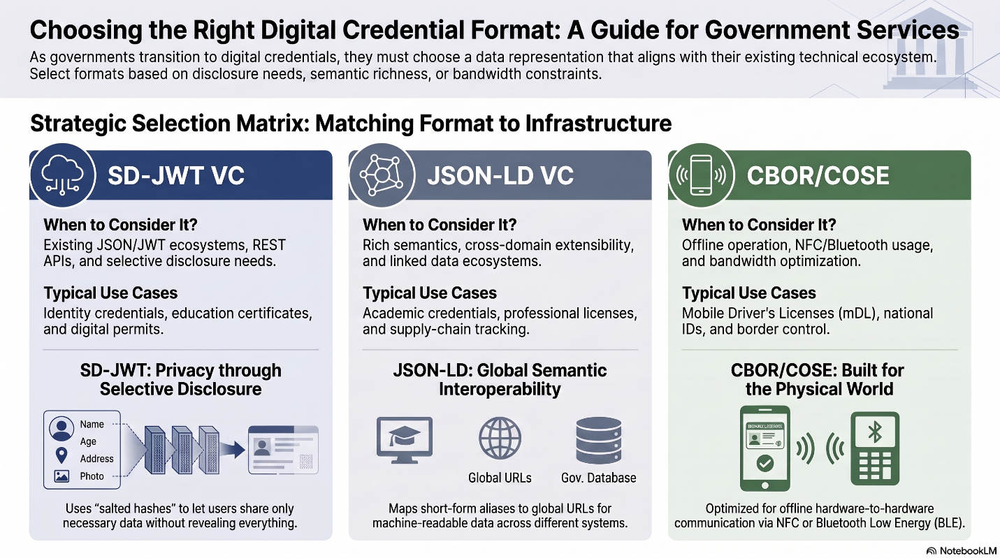 Choosing the Right Digital Credential Format: A Guide for Government Services
As governments transition to digital credentials, they must choose a data representation that aligns with their existing technical ecosystem.
Select formats based on disclosure needs, semantic richness, or bandwidth constraints.
Strategic Selection Matrix: Matching Format to Infrastructure
SD-JWT VC
When to Consider It?
Existing JSON/JWT ecosystems, REST
APIs, and selective disclosure needs.
Typical Use Cases
Identity credentials, education certificates,
and digital permits.
SD-JWT: Privacy through
Selective Disclosure
Name
Age
Address
Photo
Uses “salted hashes” to let users share only
necessary data without revealing everything.
JSON-LD VC
When to Consider It?
Rich semantics, cross-domain extensibility,
and linked data ecosystems.
Typical Use Cases
Academic credentials, professional licenses,
and supply-chain tracking.
JSON-LD: Global Semantic
Interoperability
Global URLs
Gov. Database
Maps short-form aliases to global URLs for
machine-readable data across different systems.
CBOR/COSE
When to Consider It?
Offline operation, NFC/Bluetooth usage,
and bandwidth optimization.
Typical Use Cases
Mobile Driver's Licenses (mDL), national
IDs, and border control.
CBOR/COSE: Built for
the Physical World
Optimized for offline hardware-to-hardware
communication via NFC or Bluetooth Low Energy (BLE).
NotebookLM